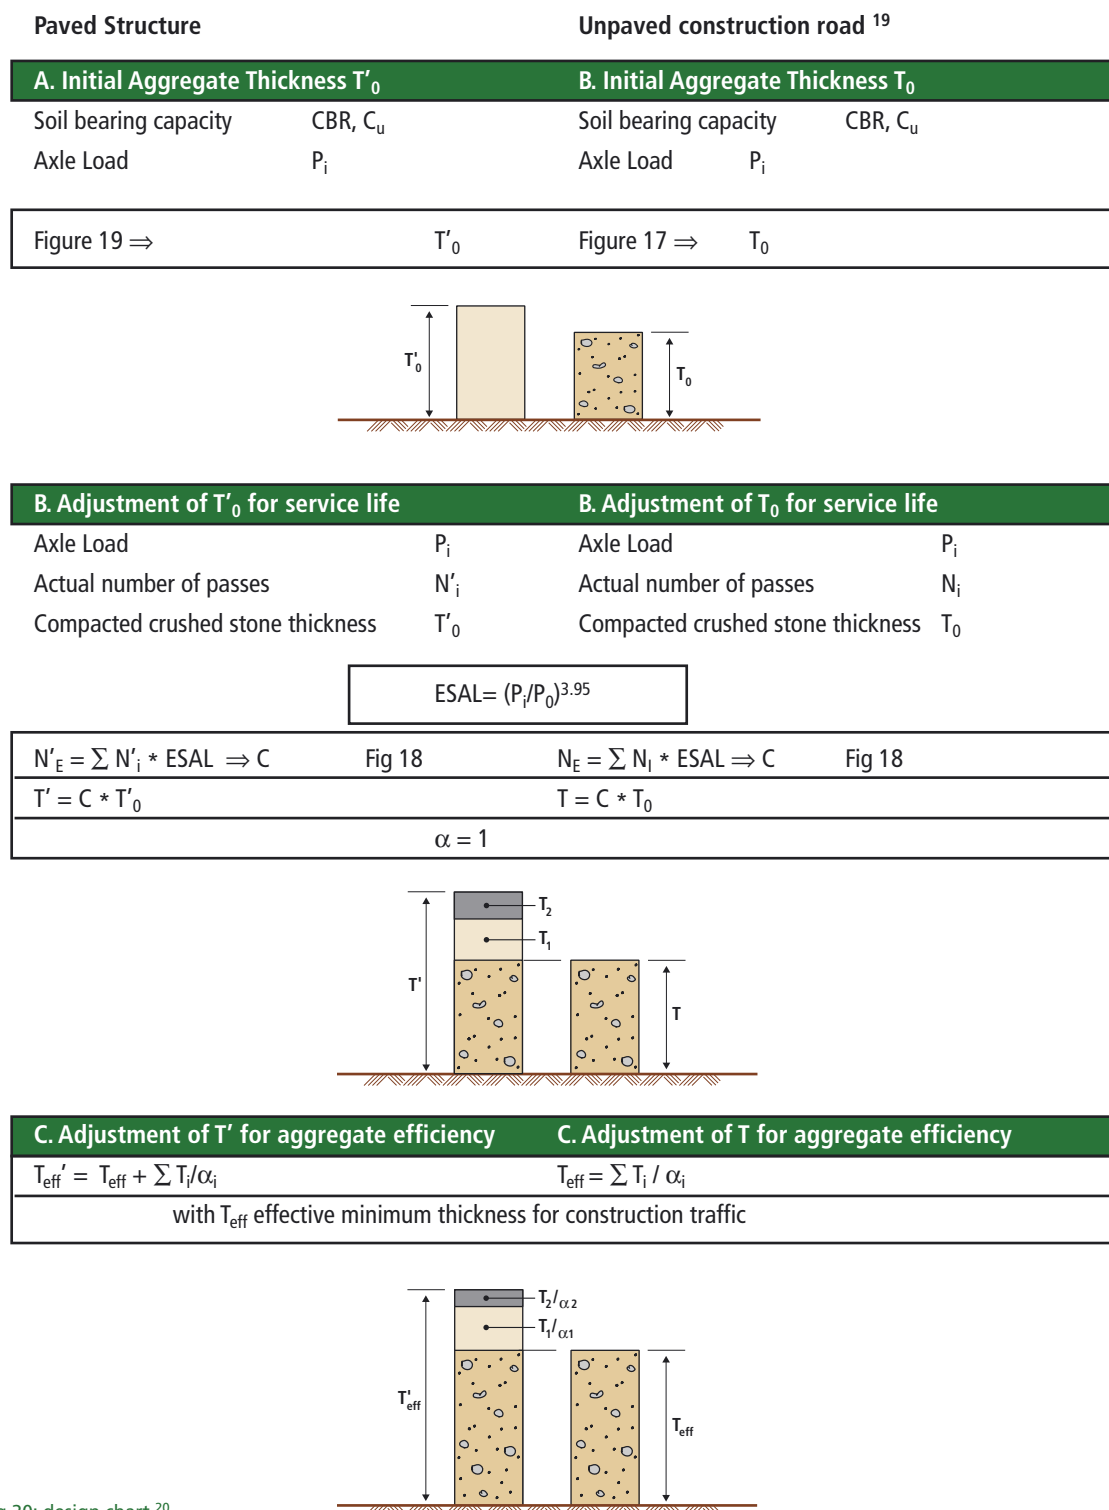 Paved Structure Unpaved construction road 19
A. Initial Aggregate Thickness T′0 B. Initial Aggregate Thickness T0
Soil bearing capacity CBR, Cu Soil bearing capacity CBR, Cu
Axle Load Pi Axle Load Pi
Figure 19 ⇒ T′0 Figure 17 ⇒ T0
T'0
T0
B. Adjustment of T′0 for service life B. Adjustment of T0 for service life
Axle Load Pi Axle Load Pi
Actual number of passes N′i Actual number of passes Ni
Compacted crushed stone thickness T′0 Compacted crushed stone thickness T0
ESAL= (Pi/P0)3.95
N′E = ∑ N′i * ESAL ⇒ C Fig 18 NE = ∑ NI * ESAL ⇒ C Fig 18
T′ = C * T′0 T = C * T0
α = 1
T2
T1
T'
T
C. Adjustment of T′ for aggregate efficiency C. Adjustment of T for aggregate efficiency
Teff′ = Teff + ∑ Ti/αi Teff = ∑ Ti / αi
with Teff effective minimum thickness for construction traffic
T2/α2
T1/α1
T'eff
Teff
20: design chart 20